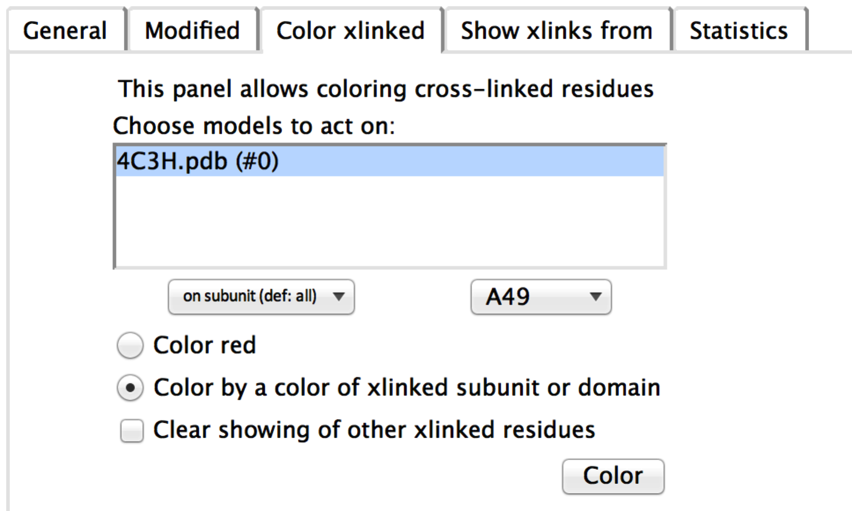 General Modified Color xlinked Show xlinks from Statistics
This panel allows coloring cross-linked residues
Choose models to act on:
4C3H.pdb (#0)
on subunit (def: all) A49
Color red
Color by a color of xlinked subunit or domain
Clear showing of other xlinked residues
Color